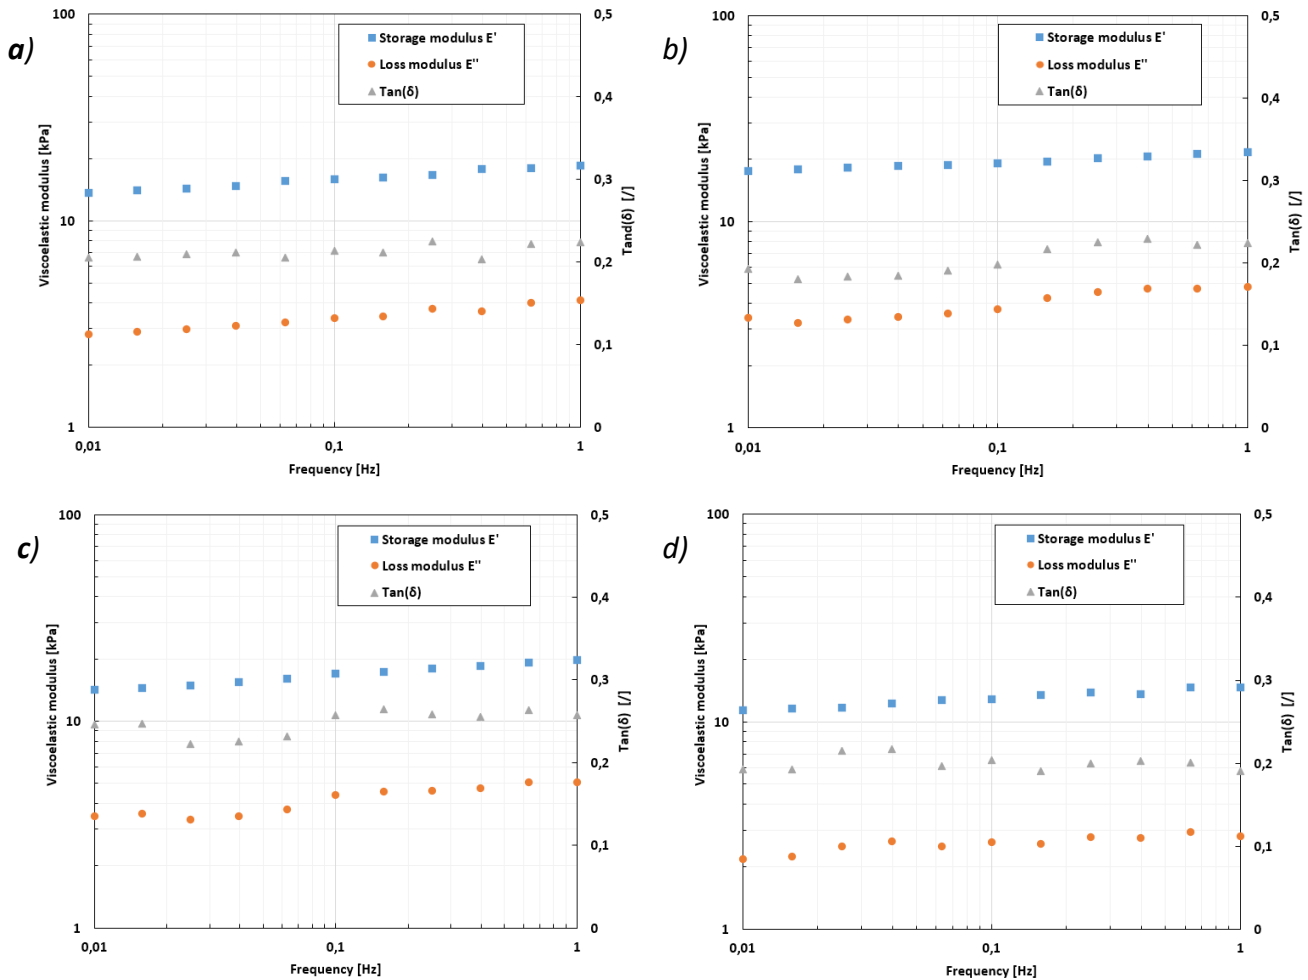 a)
100
10
1
0,01
0,1
1
0,5
0,4
0,3
0,2
0,1
0
Storage modulus E'
Loss modulus E''
Tan(δ)
Viscoelastic modulus [kPa]
Tand(δ) [/]
Frequency [Hz]
b)
100
10
1
0,01
0,1
1
0,5
0,4
0,3
0,2
0,1
0
Storage modulus E'
Loss modulus E''
Tan(δ)
Viscoelastic modulus [kPa]
Tan(δ) [/]
Frequency [Hz]
c)
100
10
1
0,01
0,1
1
0,5
0,4
0,3
0,2
0,1
0
Storage modulus E'
Loss modulus E''
Tan(δ)
Viscoelastic modulus [kPa]
Tan(δ) [/]
Frequency [Hz]
d)
100
10
1
0,01
0,1
1
0,5
0,4
0,3
0,2
0,1
0
Storage modulus E'
Loss modulus E''
Tan(δ)
Viscoelastic modulus [kPa]
Tan(δ) [/]
Frequency [Hz]